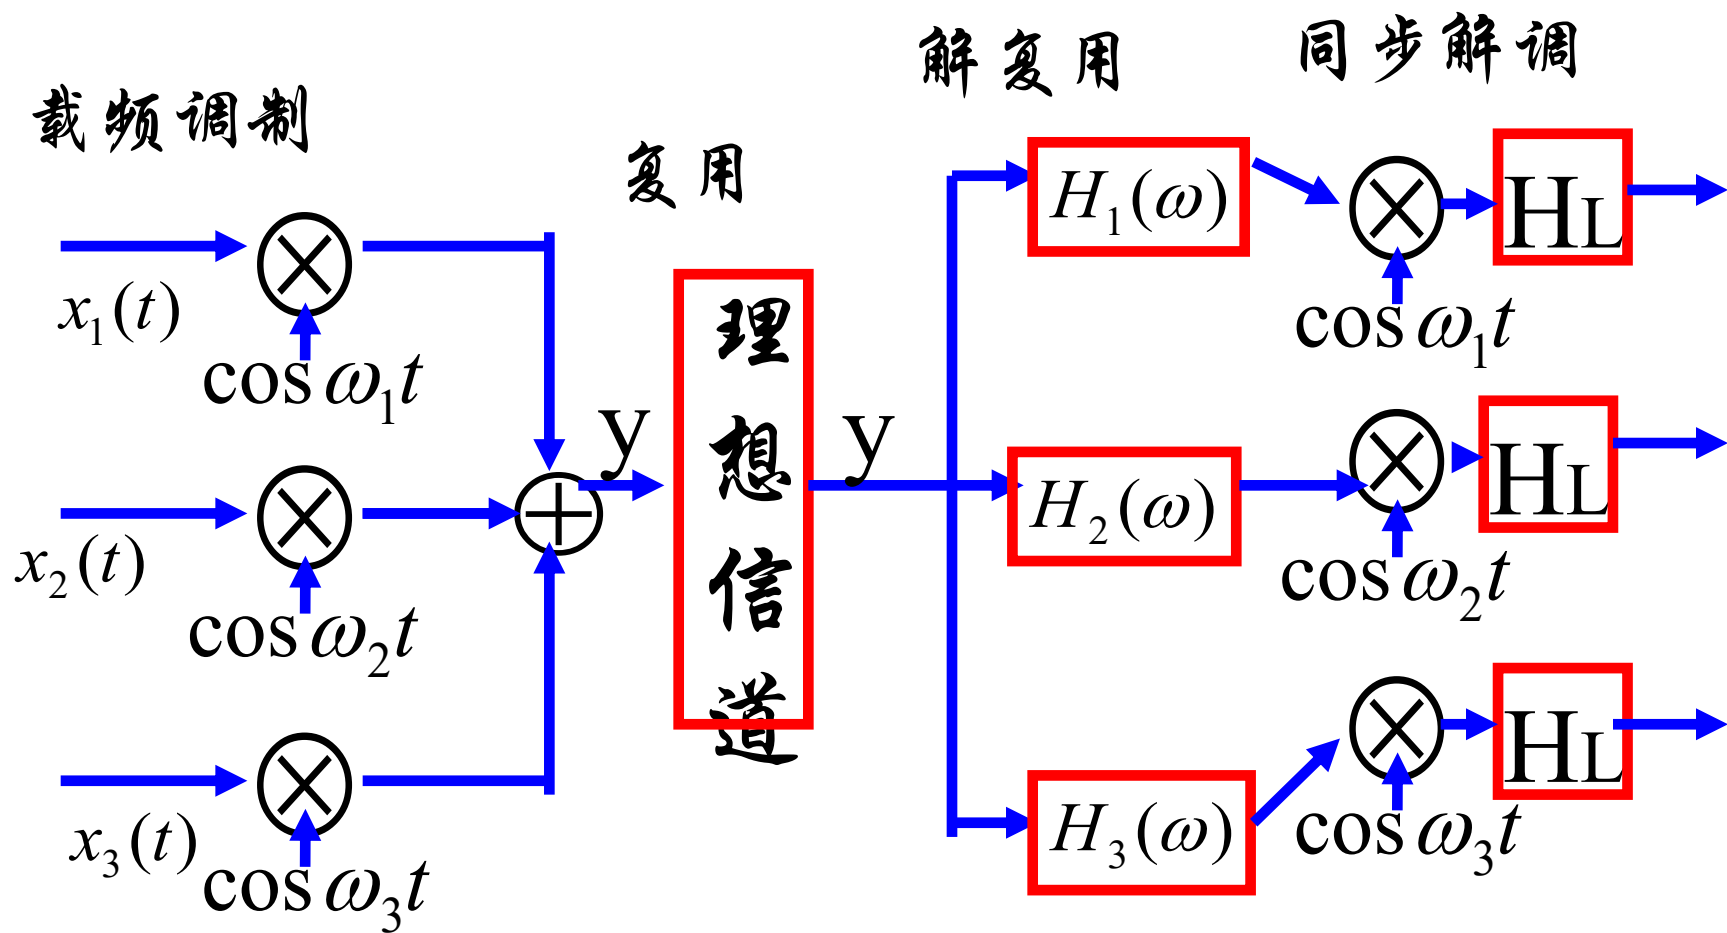 载频调制
复用
解复用
同步解调
x₁(t)
cos ω₁t
x₂(t)
cos ω₂t
x₃(t)
cos ω₃t
y
理
想
信
道
y
H₁(ω)
cos ω₁t
HL
H₂(ω)
cos ω₂t
HL
H₃(ω)
cos ω₃t
HL